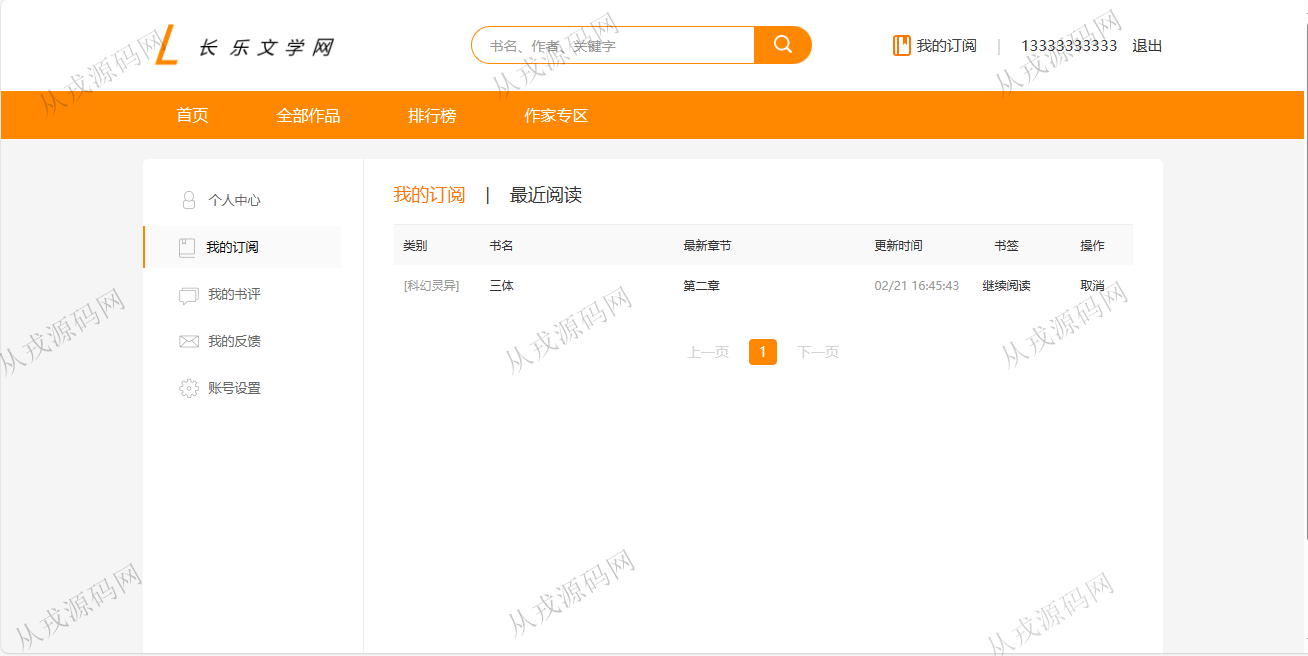 长乐文学网
书名、作者、关键字
我的订阅 | 13333333333 退出
首页 全部作品 排行榜 作家专区
个人中心
我的订阅
我的书评
我的反馈
账号设置
我的订阅 | 最近阅读
类别 书名 最新章节 更新时间 书签 操作
[科幻灵异] 三体 第二章 02/21 16:45:43 继续阅读 取消
上一页 1 下一页
从戎源码网
从戎源码网
从戎源码网
从戎源码网
从戎源码网
从戎源码网
从戎源码网
从戎源码网
从戎源码网